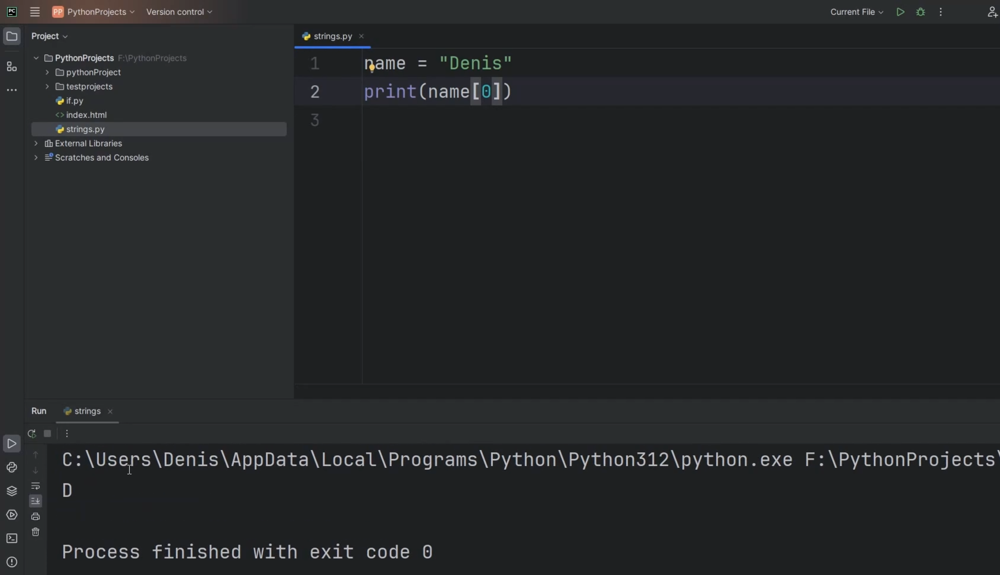 PC
PP PythonProjects
Version control
Current File
Project
strings.py
PythonProjects F:\PythonProjects
pythonProject
testprojects
if.py
index.html
strings.py
External Libraries
Scratches and Consoles
1 name = "Denis"
2 print(name[0])
3
Run
strings
C:\Users\Denis\AppData\Local\Programs\Python\Python312\python.exe F:\PythonProjects\
D
Process finished with exit code 0